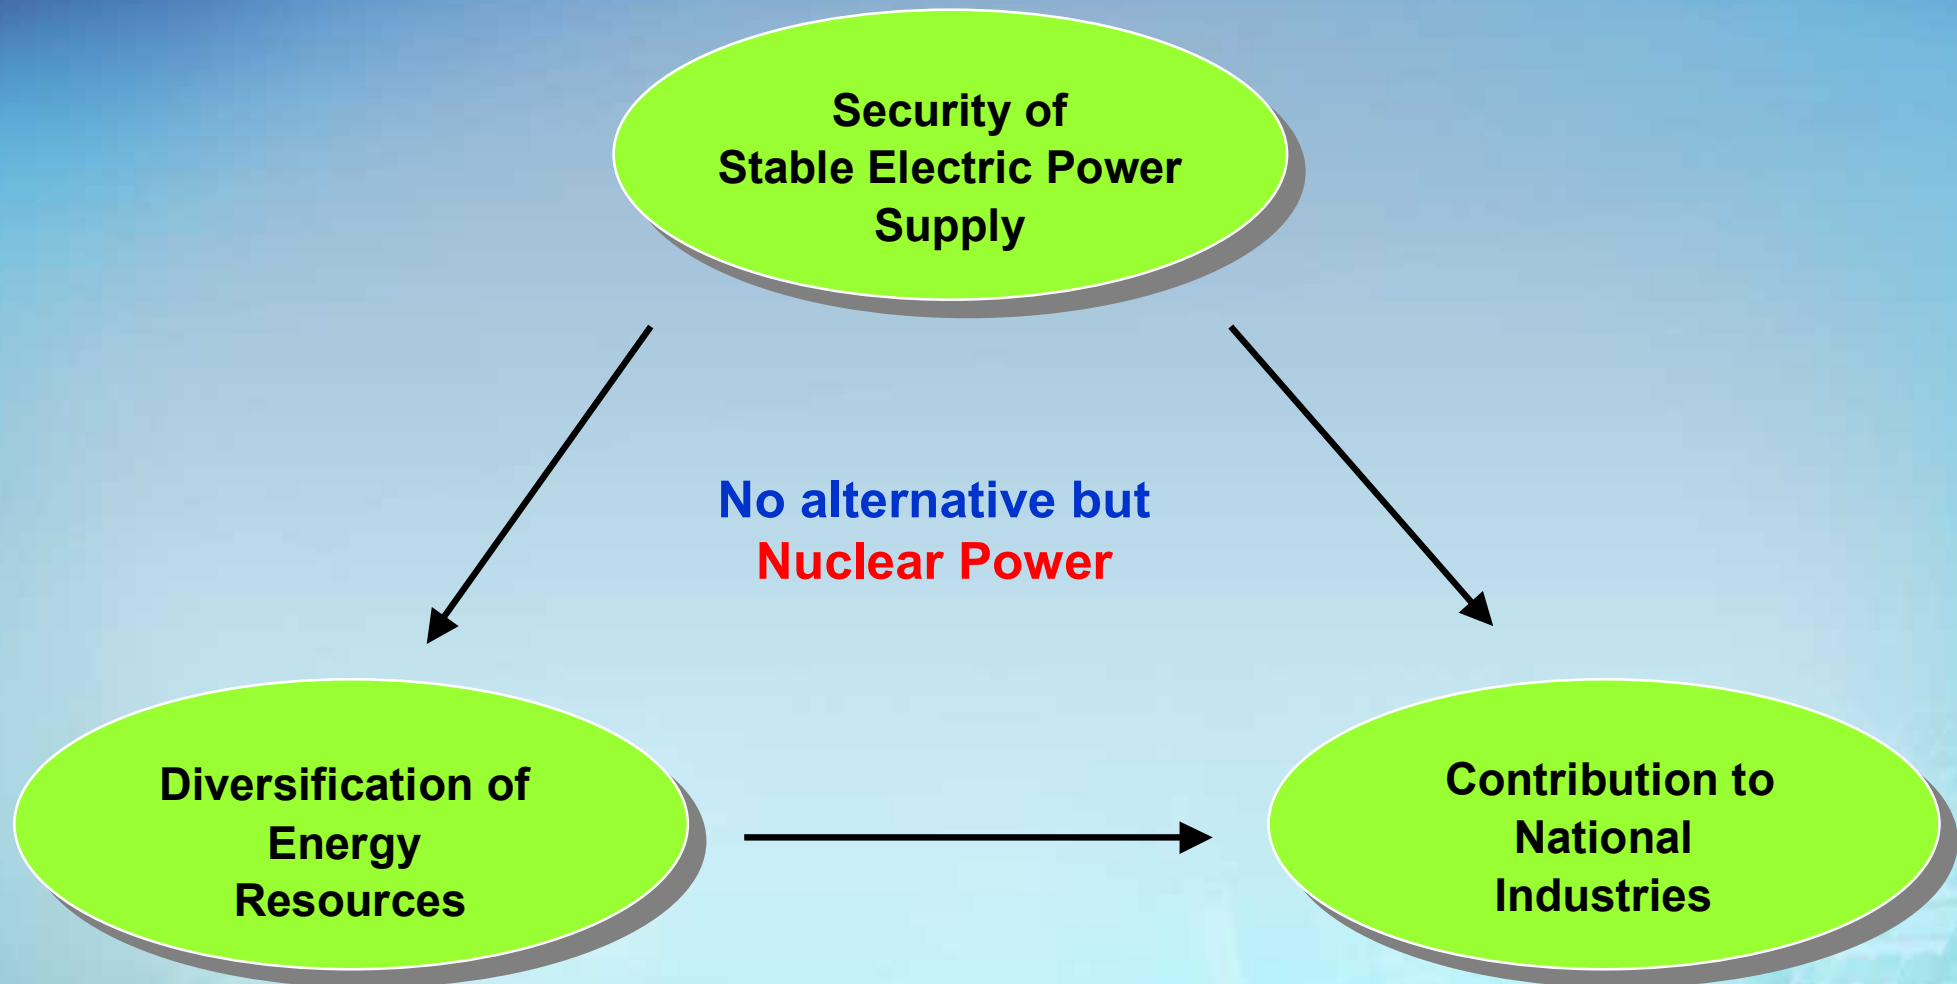 Security of
Stable Electric Power
Supply
No alternative but
Nuclear Power
Diversification of
Energy
Resources
Contribution to
National
Industries